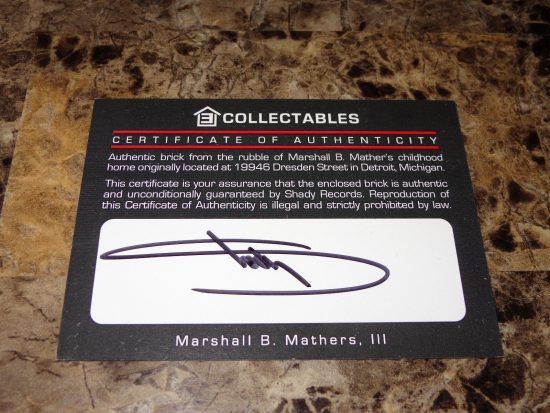 COLLECTABLES
CERTIFICATE OF AUTHENTICITY
Authentic brick from the rubble of Marshall B. Mather's childhood
home originally located at 19946 Dresden Street in Detroit, Michigan.
This certificate is your assurance that the enclosed brick is authentic
and unconditionally guaranteed by Shady Records. Reproduction of
this Certificate of Authenticity is illegal and strictly prohibited by law.
Marshall B. Mathers, III